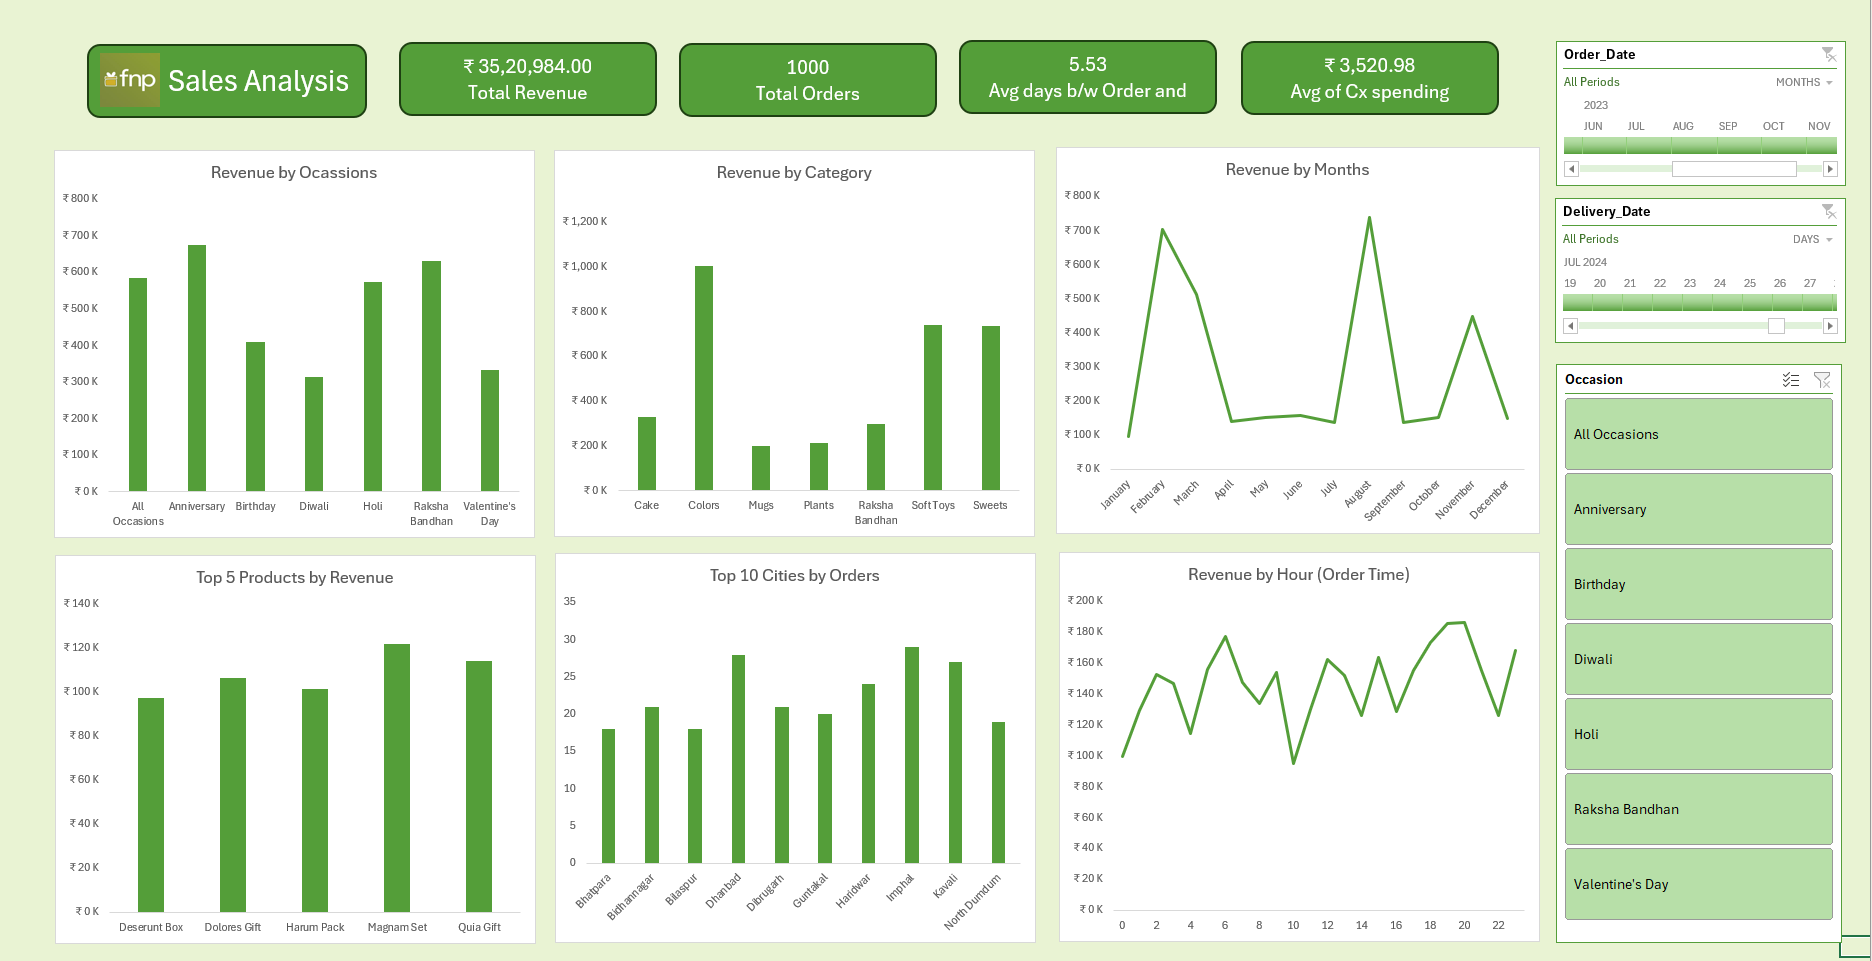 fnp Sales Analysis
₹ 35,20,984.00
Total Revenue
1000
Total Orders
5.53
Avg days b/w Order and
₹ 3,520.98
Avg of Cx spending
Order_Date
All Periods MONTHS
2023
JUN JUL AUG SEP OCT NOV
Delivery_Date
All Periods DAYS
JUL 2024
19 20 21 22 23 24 25 26 27
Occasion
All Occasions
Anniversary
Birthday
Diwali
Holi
Raksha Bandhan
Valentine's Day
Revenue by Ocassions
₹ 800 K
₹ 700 K
₹ 600 K
₹ 500 K
₹ 400 K
₹ 300 K
₹ 200 K
₹ 100 K
₹ 0 K
All Occasions Anniversary Birthday Diwali Holi Raksha Bandhan Valentine's Day
Revenue by Category
₹ 1,200 K
₹ 1,000 K
₹ 800 K
₹ 600 K
₹ 400 K
₹ 200 K
₹ 0 K
Cake Colors Mugs Plants Raksha Bandhan Soft Toys Sweets
Revenue by Months
₹ 800 K
₹ 700 K
₹ 600 K
₹ 500 K
₹ 400 K
₹ 300 K
₹ 200 K
₹ 100 K
₹ 0 K
January February March April May June July August September October November December
Top 5 Products by Revenue
₹ 140 K
₹ 120 K
₹ 100 K
₹ 80 K
₹ 60 K
₹ 40 K
₹ 20 K
₹ 0 K
Deserunt Box Dolores Gift Harum Pack Magnam Set Quia Gift
Top 10 Cities by Orders
35
30
25
20
15
10
5
0
Bhatpara Bidhannagar Bilaspur Dhanbad Dibrugarh Guntakal Haridwar Imphal Kavali North Dumdum
Revenue by Hour (Order Time)
₹ 200 K
₹ 180 K
₹ 160 K
₹ 140 K
₹ 120 K
₹ 100 K
₹ 80 K
₹ 60 K
₹ 40 K
₹ 20 K
₹ 0 K
0 2 4 6 8 10 12 14 16 18 20 22